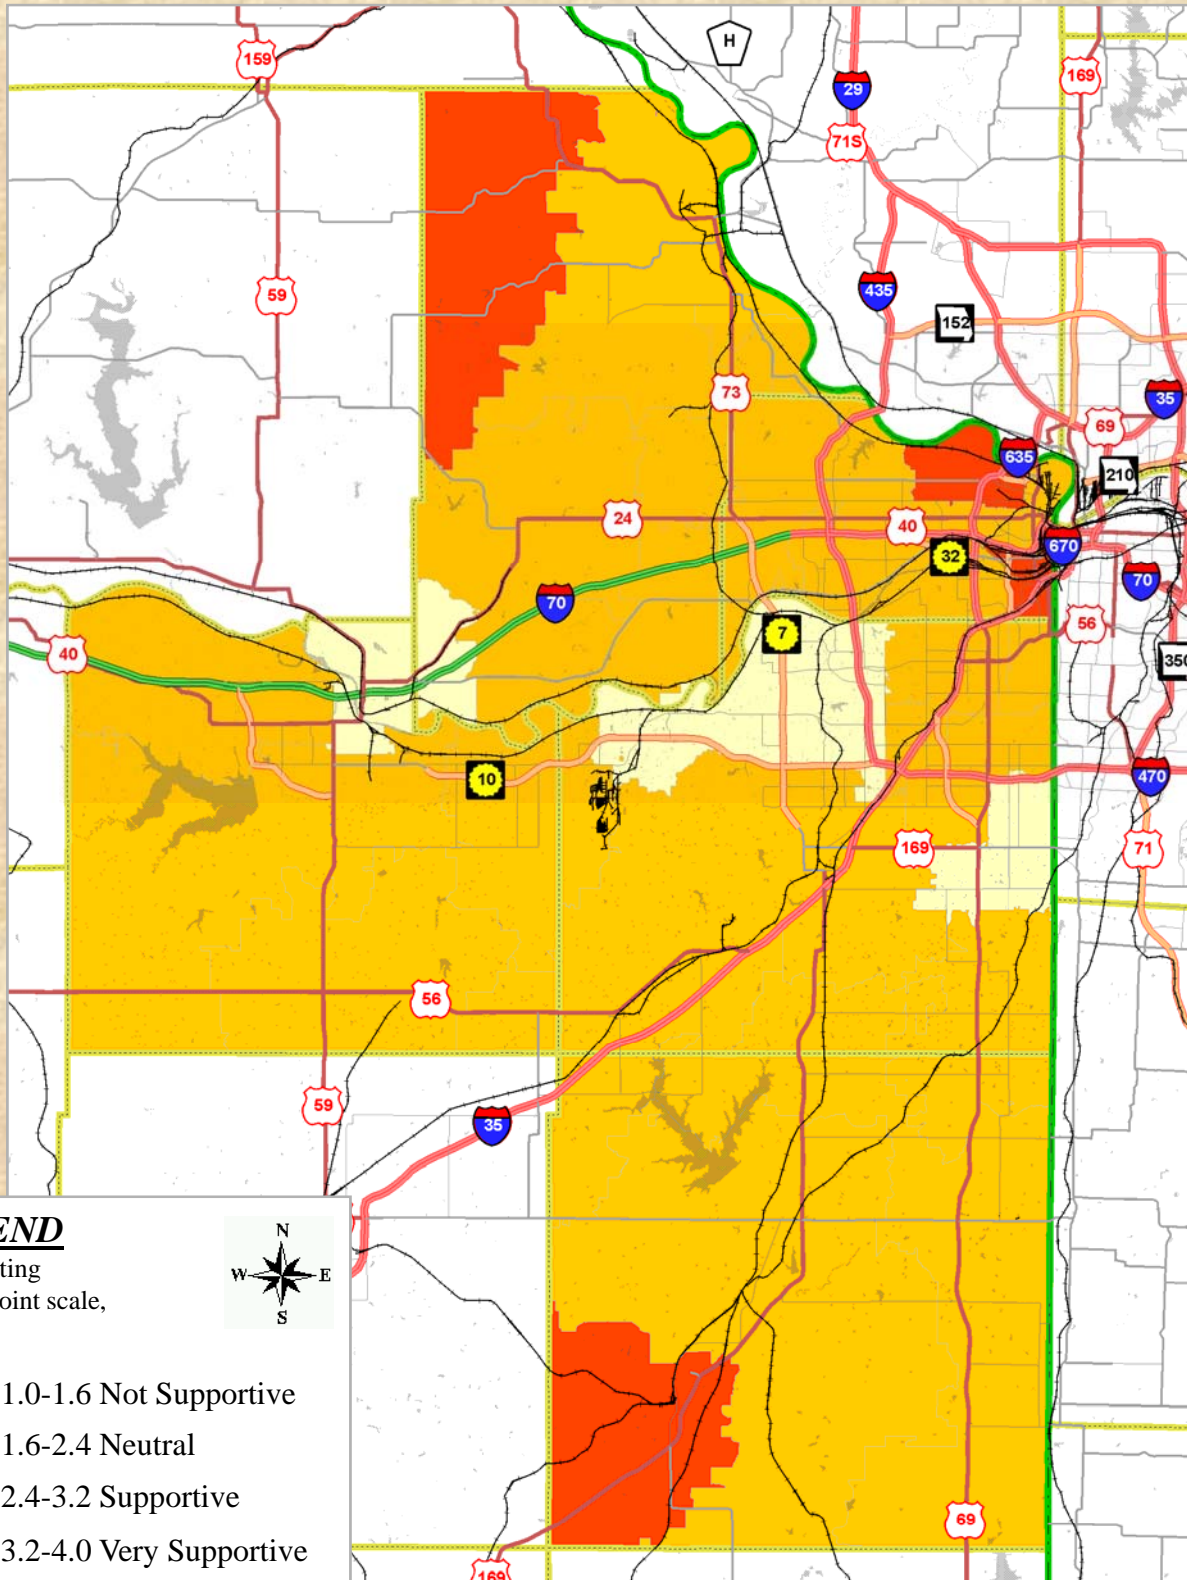 H
159
29
169
71S
59
435
152
73
35
69
635
210
24
40
32
670
70
70
7
56
40
350
10
470
169
71
56
59
35
END
ting
oint scale,
N
W E
S
1.0-1.6 Not Supportive
1.6-2.4 Neutral
2.4-3.2 Supportive
3.2-4.0 Very Supportive
69
169